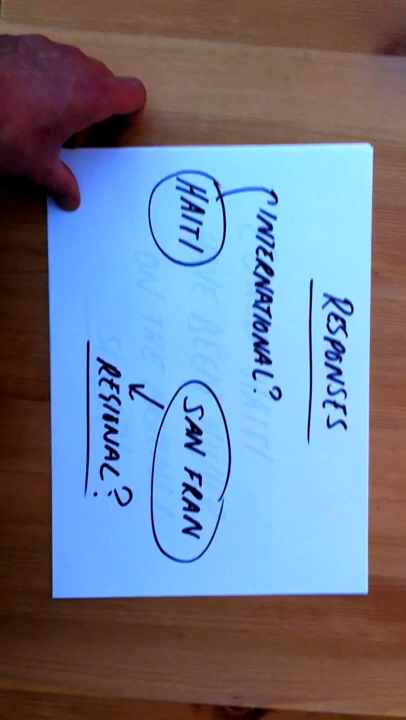 RESPONSES
INTERNATIONAL?
HAITI
SAN FRAN
REGIONAL?